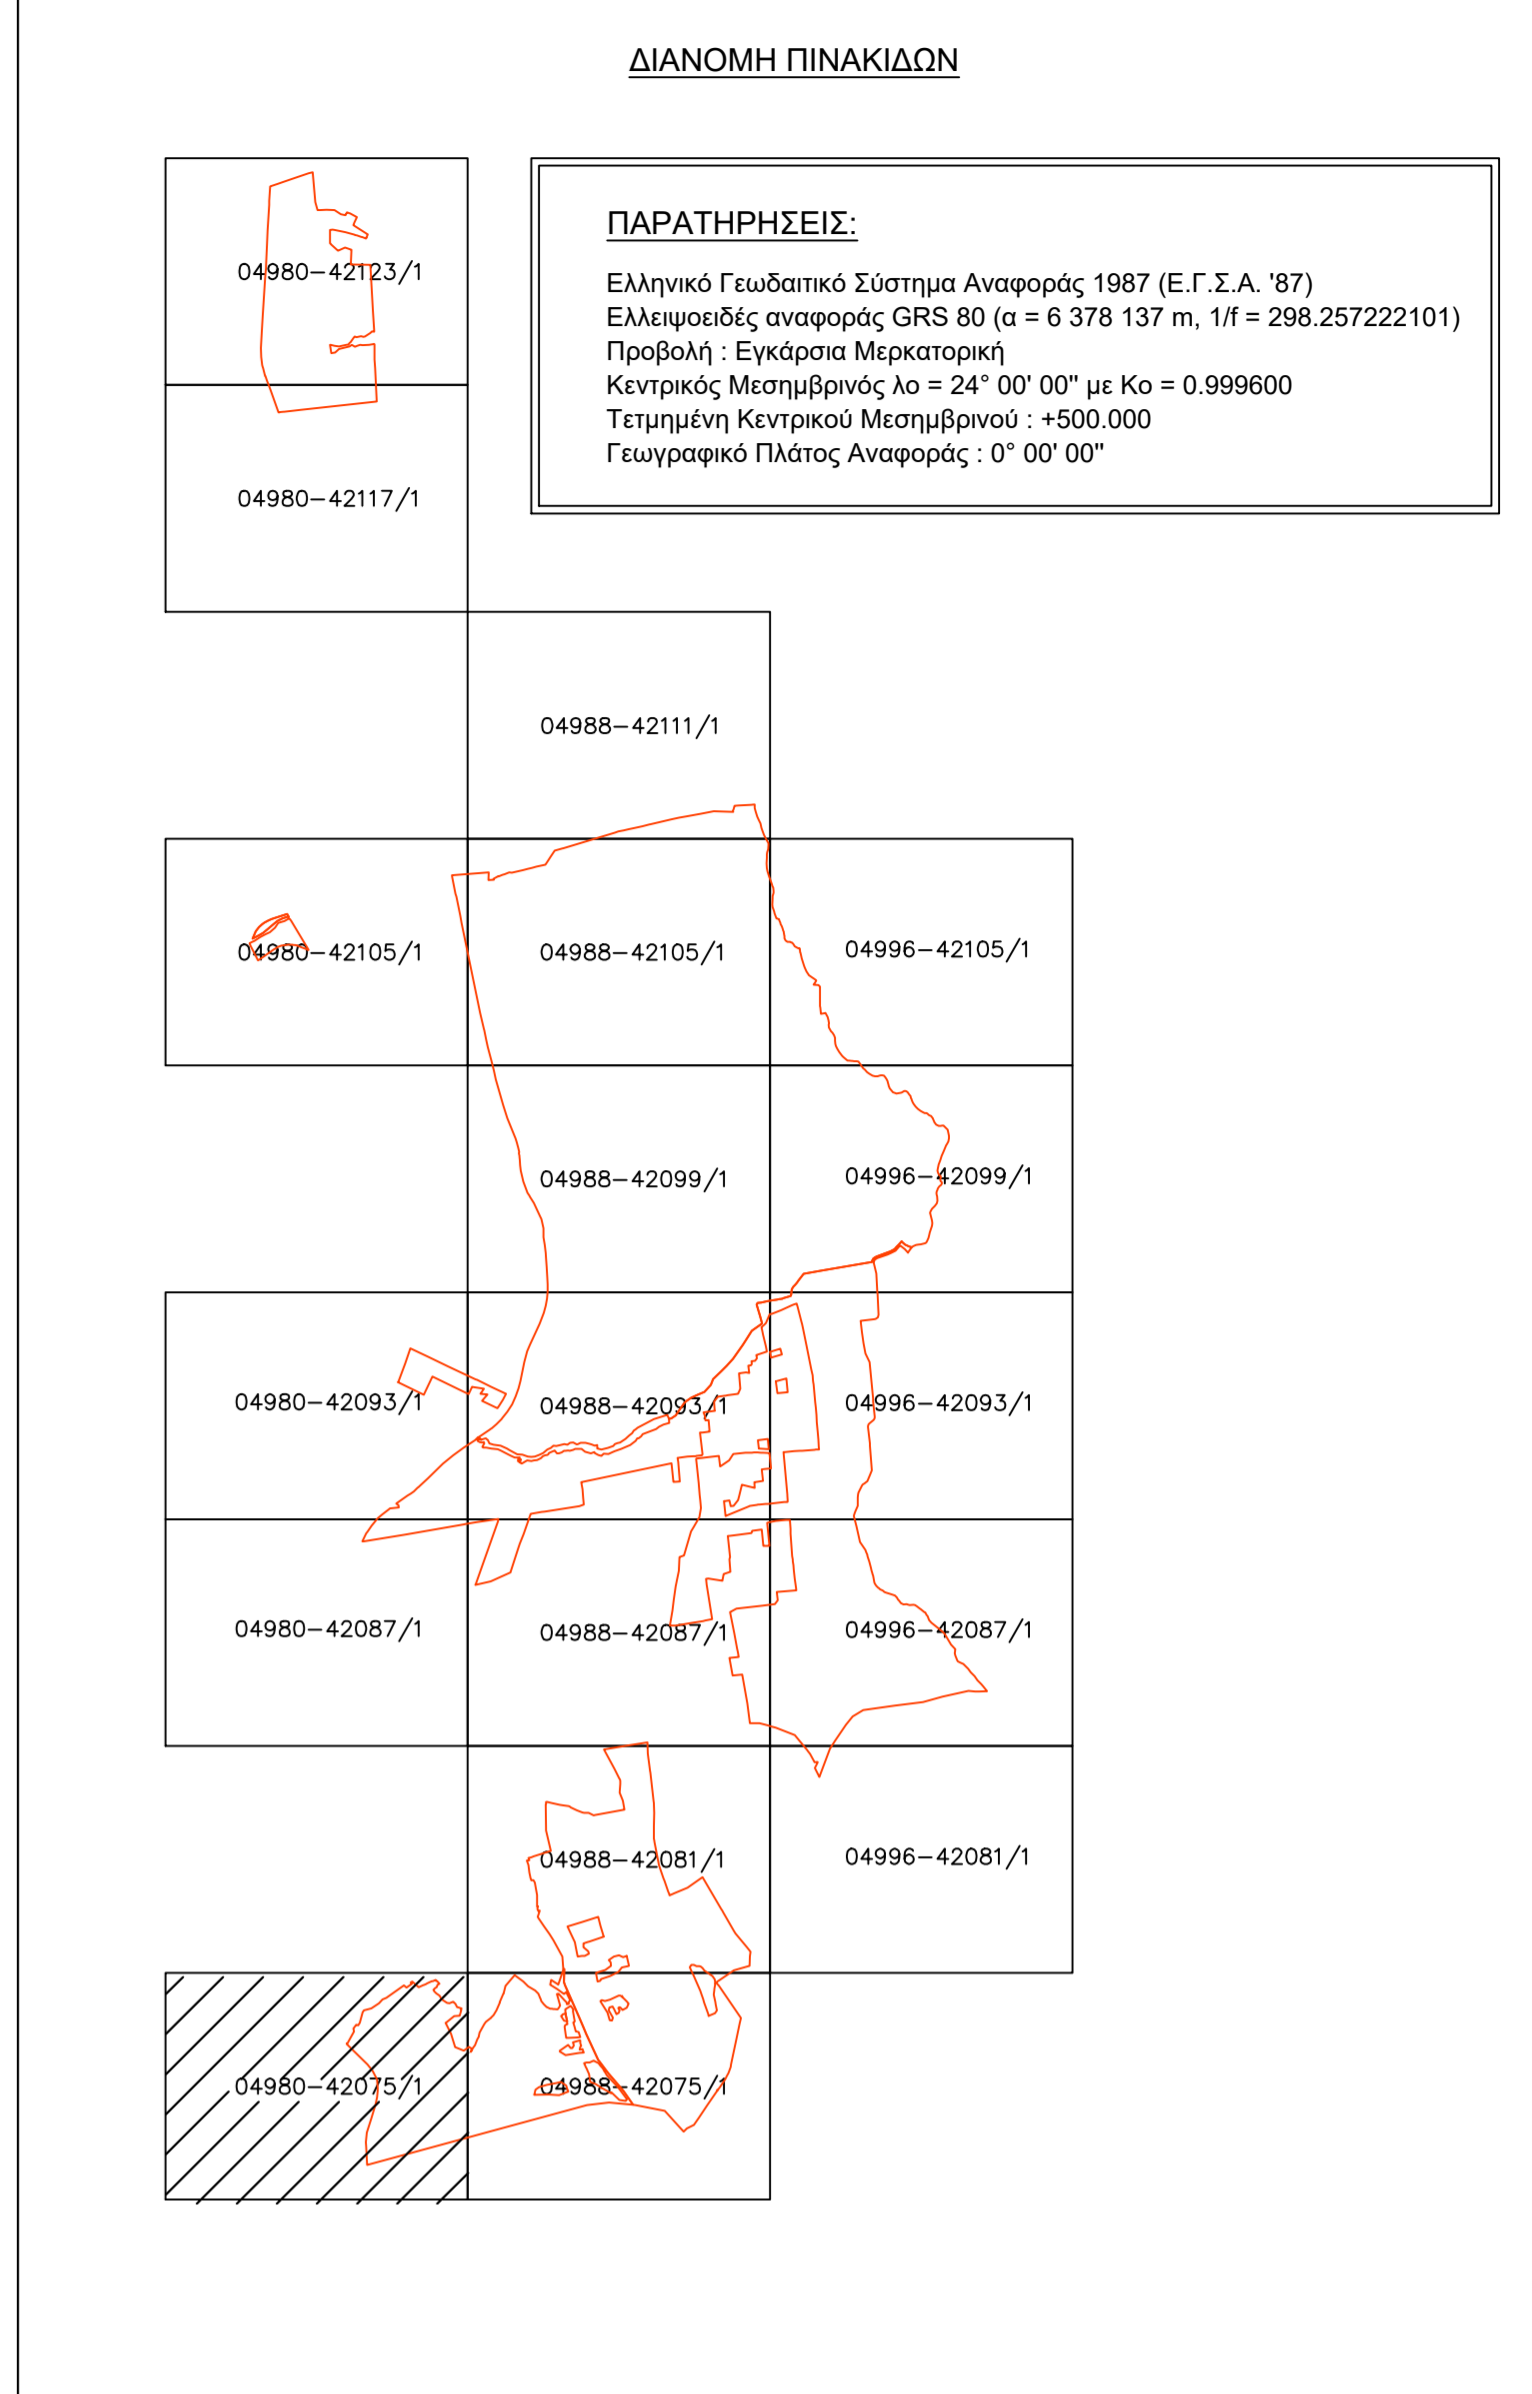 ΔΙΑΝΟΜΗ ΠΙΝΑΚΙΔΩΝ
ΠΑΡΑΤΗΡΗΣΕΙΣ:
Ελληνικό Γεωδαιτικό Σύστημα Αναφοράς 1987 (Ε.Γ.Σ.Α. '87)
Ελλειψοειδές αναφοράς GRS 80 (α = 6 378 137 m, 1/f = 298.257222101)
Προβολή : Εγκάρσια Μερκατορική
Κεντρικός Μεσημβρινός λο = 24° 00' 00'' με Κο = 0.999600
Τετμημένη Κεντρικού Μεσημβρινού : +500.000
Γεωγραφικό Πλάτος Αναφοράς : 0° 00' 00''
04980-42123/1
04980-42117/1
04988-42111/1
04980-42105/1 04988-42105/1 04996-42105/1
04988-42099/1 04996-42099/1
04980-42093/1 04988-42093/1 04996-42093/1
04980-42087/1 04988-42087/1 04996-42087/1
04988-42081/1 04996-42081/1
04980-42075/1 04988-42075/1